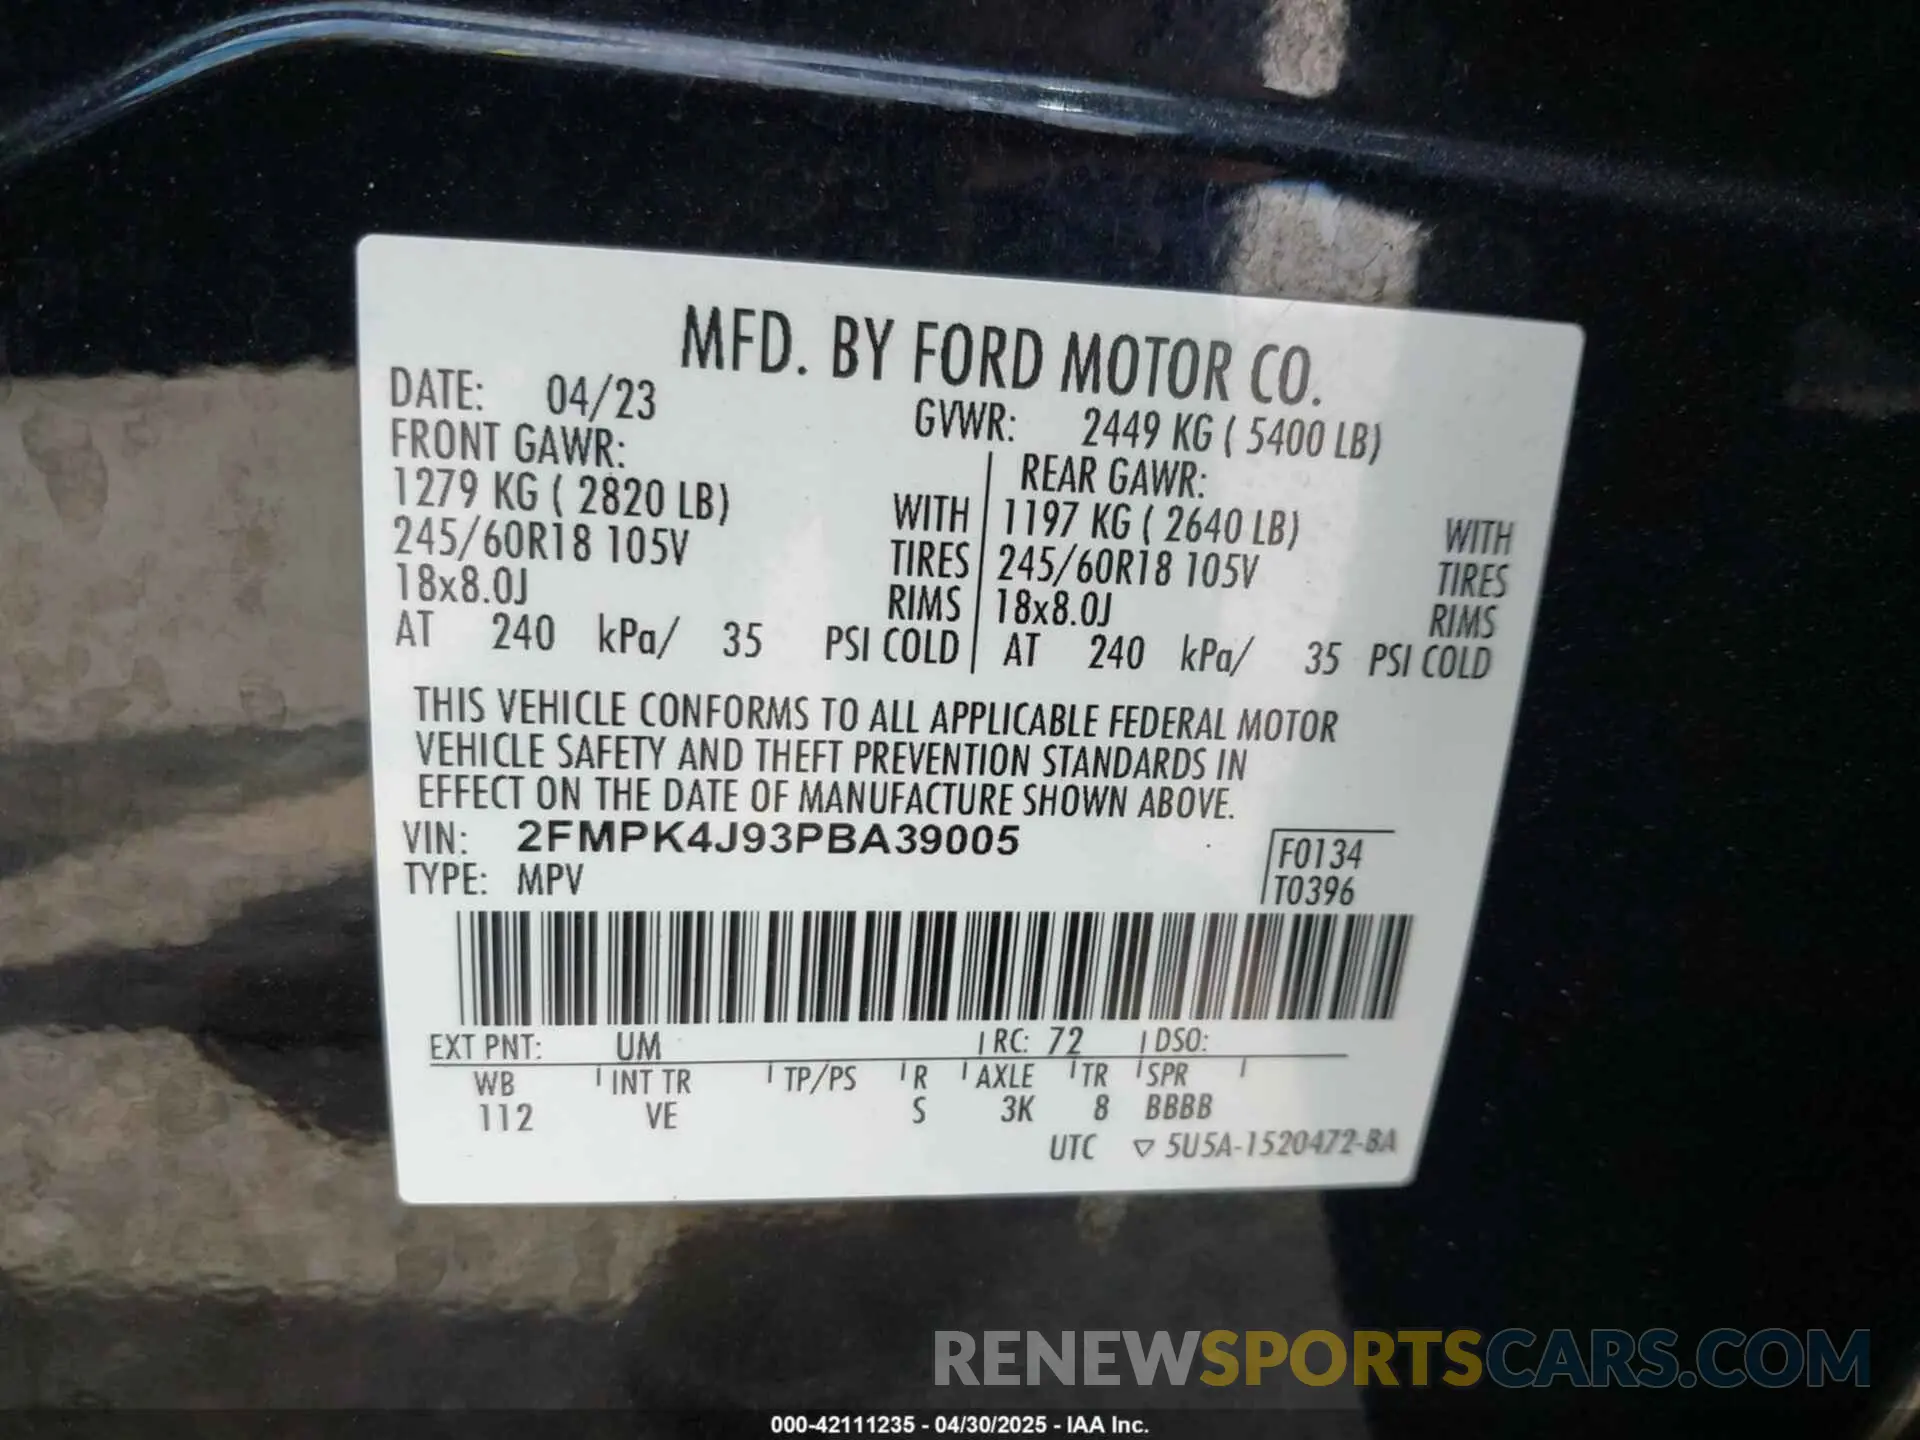 MFD. BY FORD MOTOR CO.
DATE: 04/23 GVWR: 2449 KG ( 5400 LB)
FRONT GAWR: REAR GAWR:
1279 KG ( 2820 LB) WITH 1197 KG ( 2640 LB) WITH
245/60R18 105V TIRES 245/60R18 105V TIRES
18x8.0J RIMS 18x8.0J RIMS
AT 240 kPa/ 35 PSI COLD AT 240 kPa/ 35 PSI COLD
THIS VEHICLE CONFORMS TO ALL APPLICABLE FEDERAL MOTOR
VEHICLE SAFETY AND THEFT PREVENTION STANDARDS IN
EFFECT ON THE DATE OF MANUFACTURE SHOWN ABOVE.
VIN: 2FMPK4J93PBA39005 F0134
TYPE: MPV T0396
EXT PNT: UM RC: 72 DSO:
WB INT TR TP/PS R AXLE TR SPR
112 VE S 3K 8 BBBB
UTC ▽ 5U5A-1520472-BA
RENEWSPORTSCARS.COM
000-42111235 - 04/30/2025 - IAA Inc.